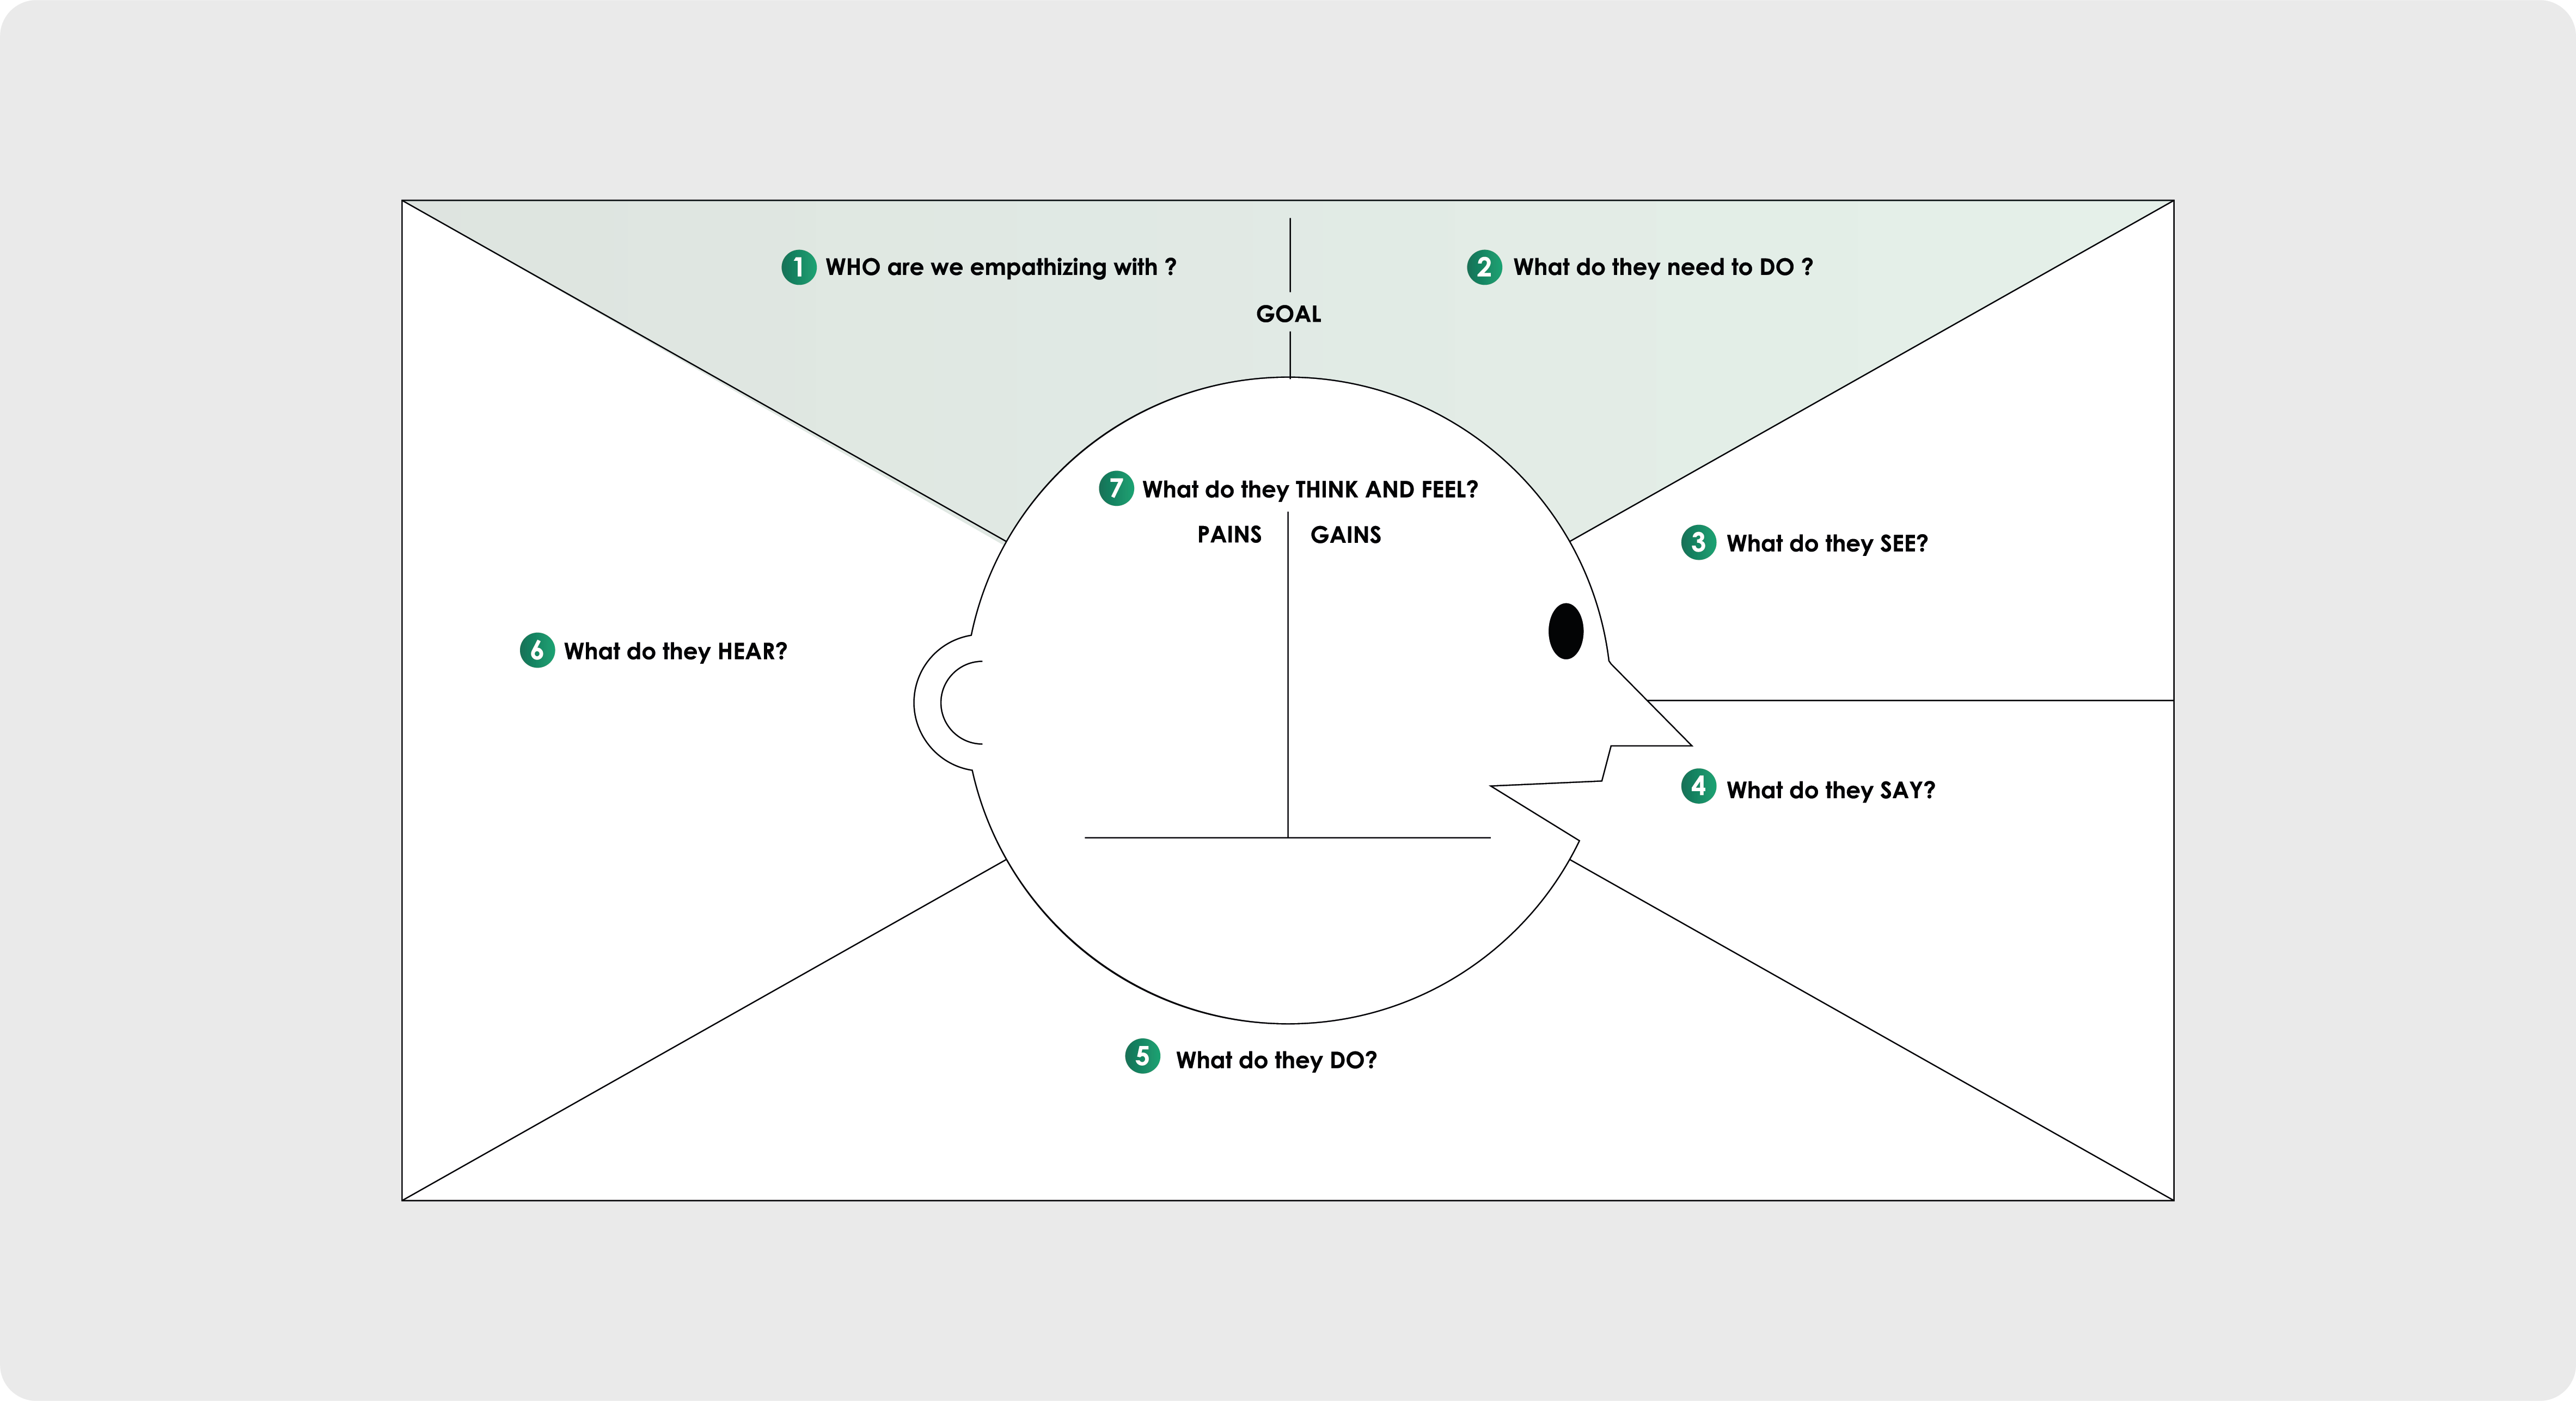 1 WHO are we empathizing with ?
2 What do they need to DO ?
GOAL
7 What do they THINK AND FEEL?
PAINS GAINS
3 What do they SEE?
6 What do they HEAR?
4 What do they SAY?
5 What do they DO?